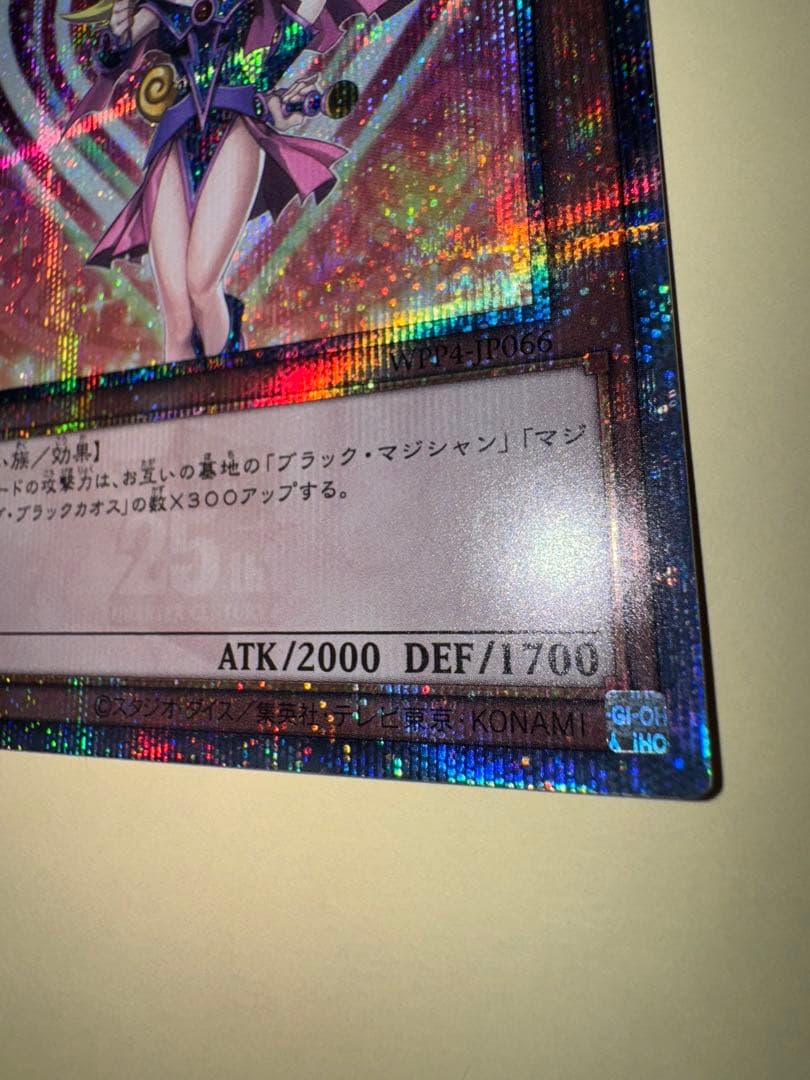 WPP4-JP066
い族／効果】
ードの攻撃力は、お互いの墓地の「ブラック・マジシャン」「マジ
・ブラックカオス」の数×３００アップする。
25th
ATK/2000 DEF/1700
©スタジオ・ダイス／集英社・テレビ東京・KONAMI
-GI-OH